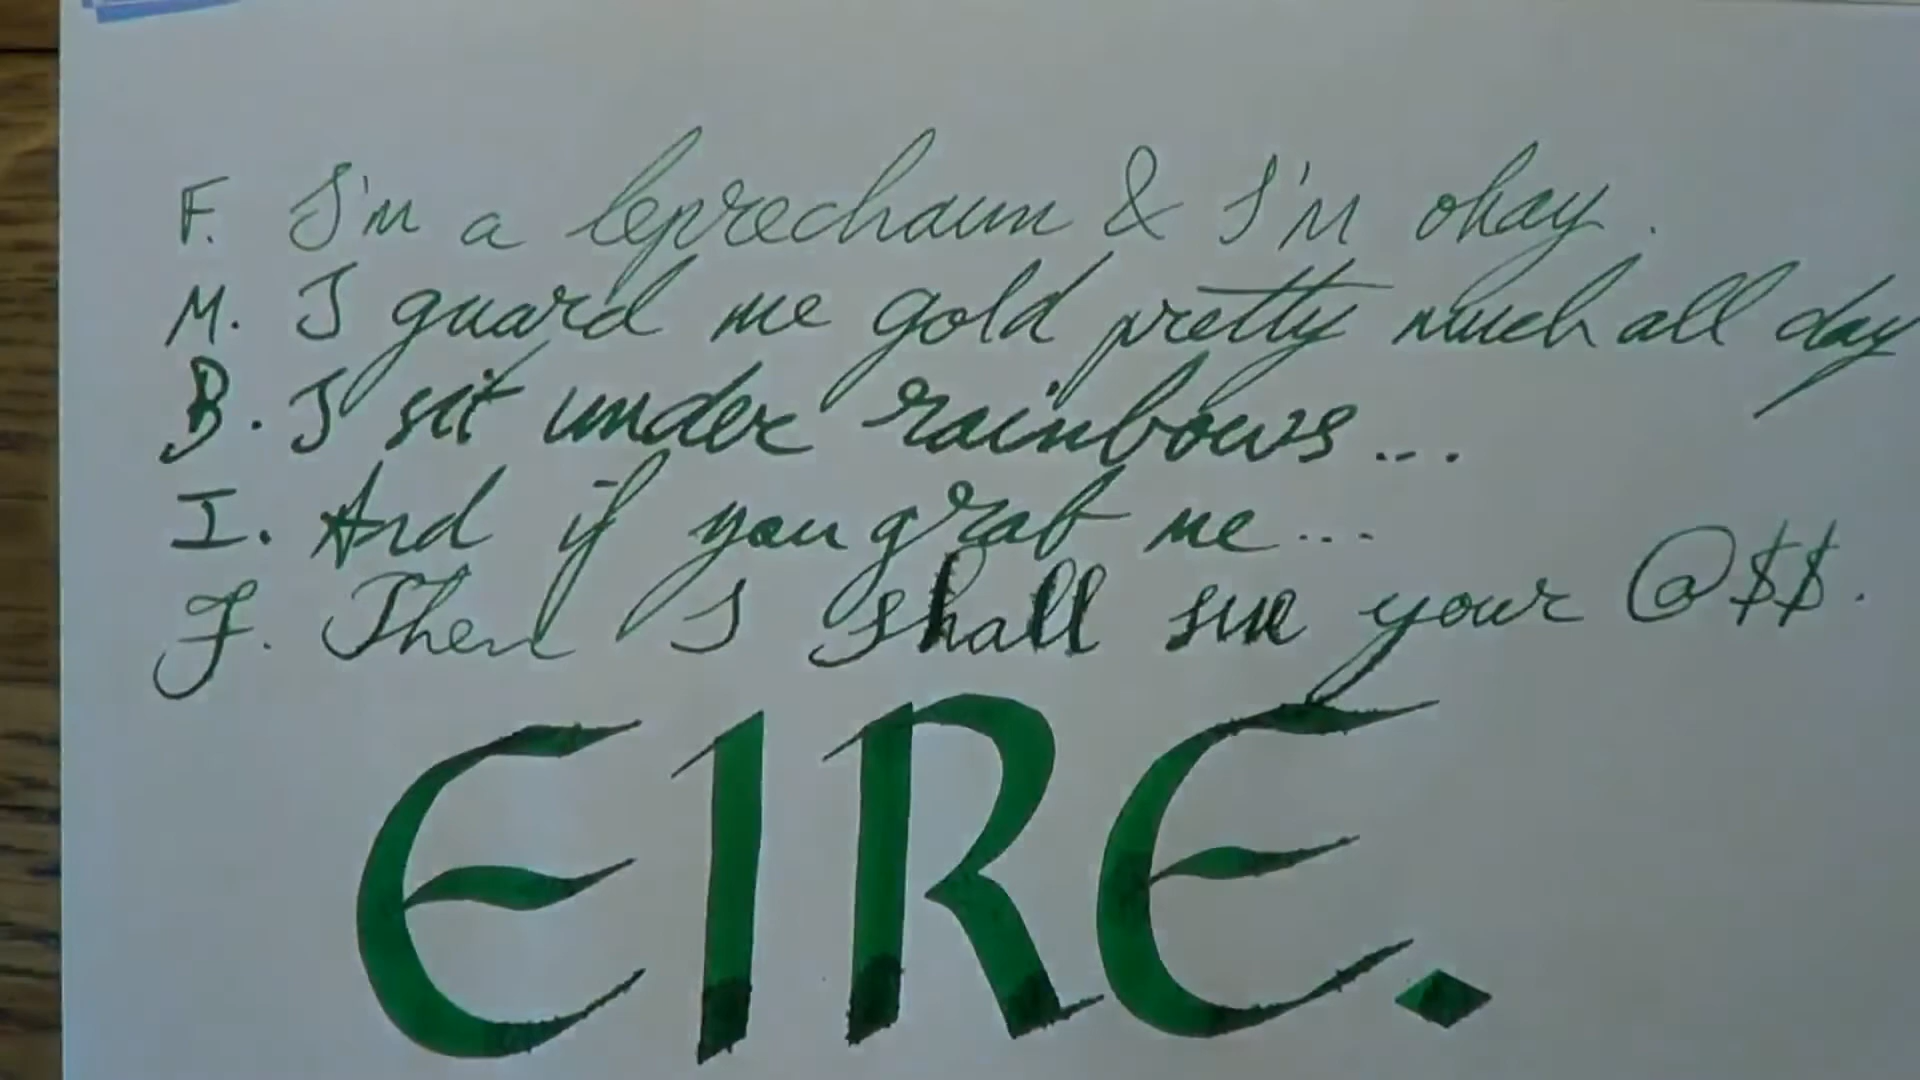 F. I'm a leprechaun & I'm okay.
M. I guard me gold pretty much all day
B. I sit under rainbows...
I. And if you grab me...
F. Then I shall sue your @$$.
EIRE.